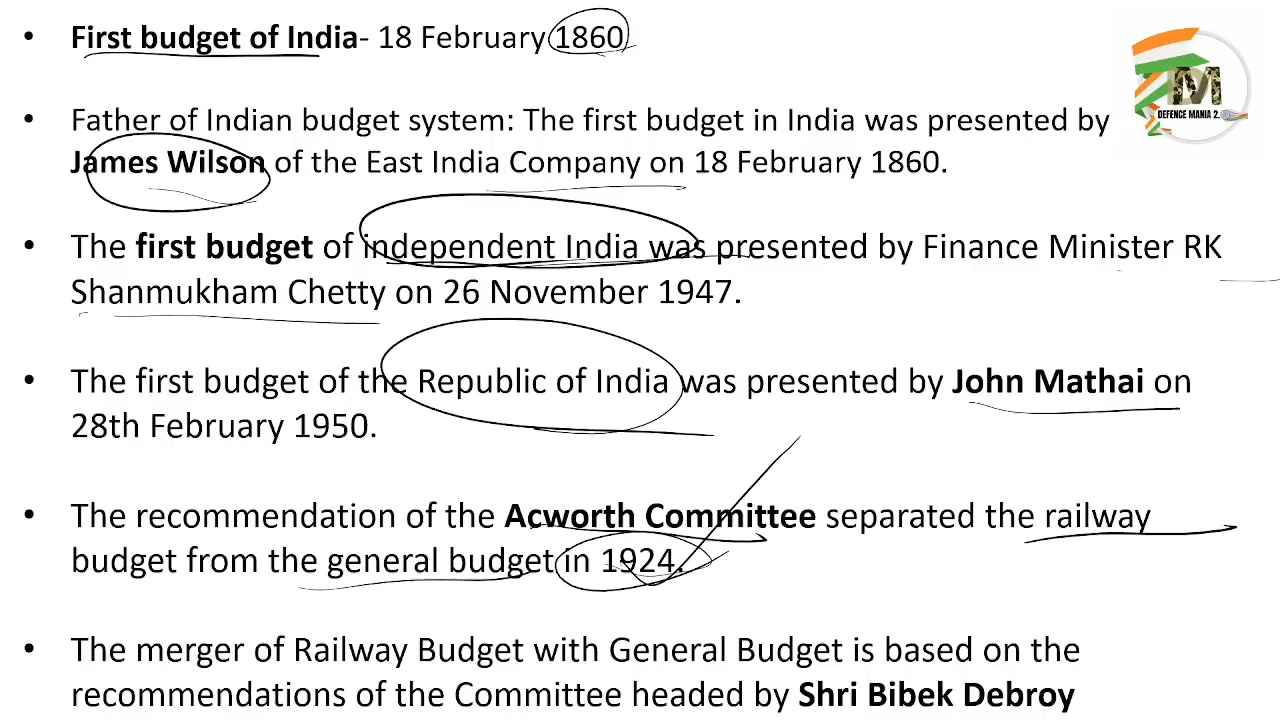 • First budget of India- 18 February 1860
• Father of Indian budget system: The first budget in India was presented by
James Wilson of the East India Company on 18 February 1860.
• The first budget of independent India was presented by Finance Minister RK
Shanmukham Chetty on 26 November 1947.
• The first budget of the Republic of India was presented by John Mathai on
28th February 1950.
• The recommendation of the Acworth Committee separated the railway
budget from the general budget in 1924.
• The merger of Railway Budget with General Budget is based on the
recommendations of the Committee headed by Shri Bibek Debroy
M
DEFENCE MANIA 2.